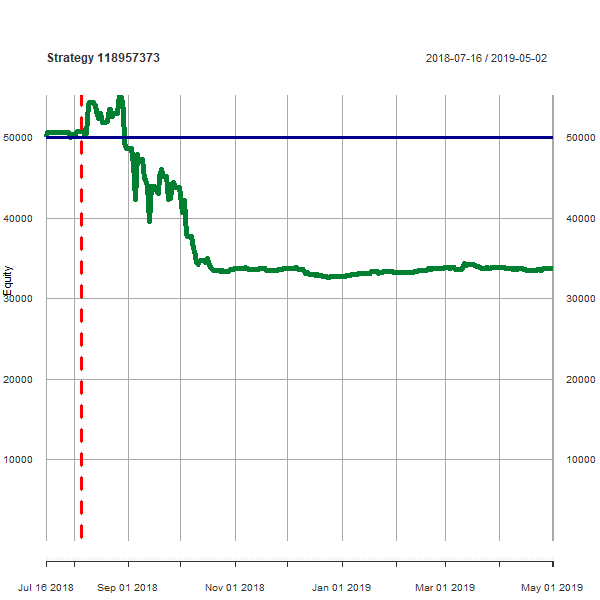 Strategy 118957373
2018-07-16 / 2019-05-02
50000
50000
40000
40000
Equity
30000
30000
20000
20000
10000
10000
Jul 16 2018
Sep 01 2018
Nov 01 2018
Jan 01 2019
Mar 01 2019
May 01 2019